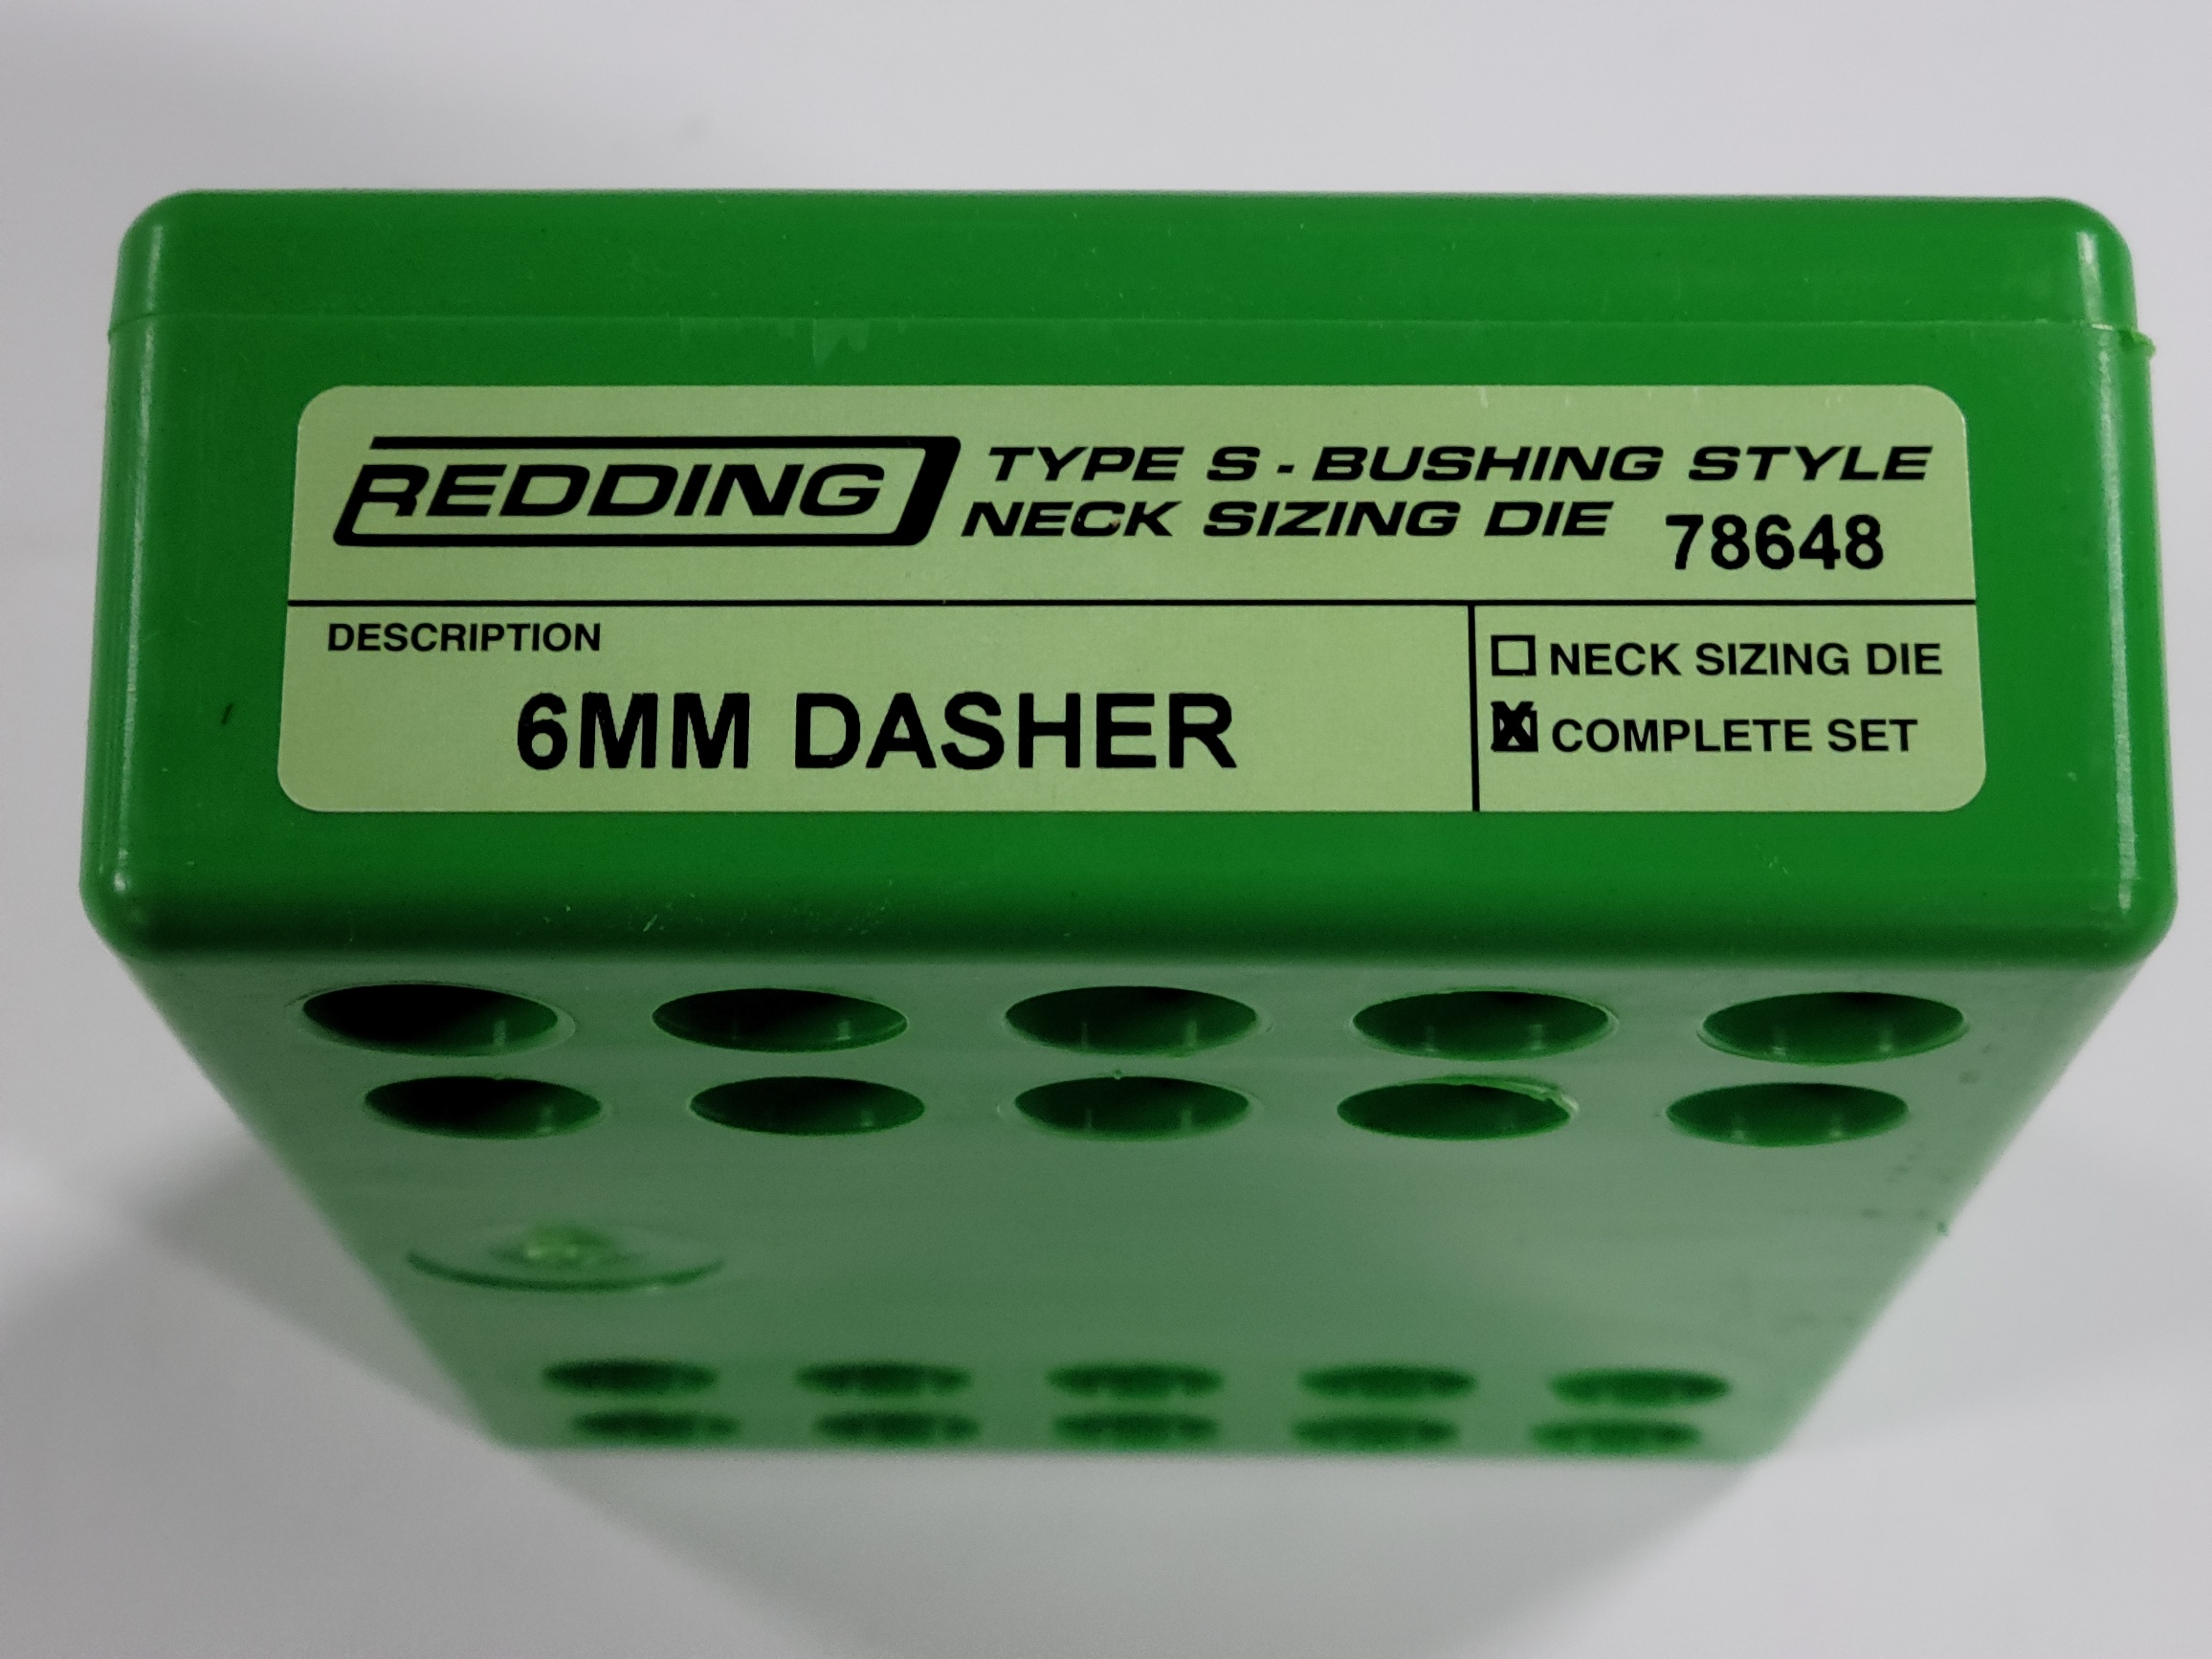 REDDING
TYPE S - BUSHING STYLE
NECK SIZING DIE 78648
DESCRIPTION
6MM DASHER
NECK SIZING DIE
COMPLETE SET